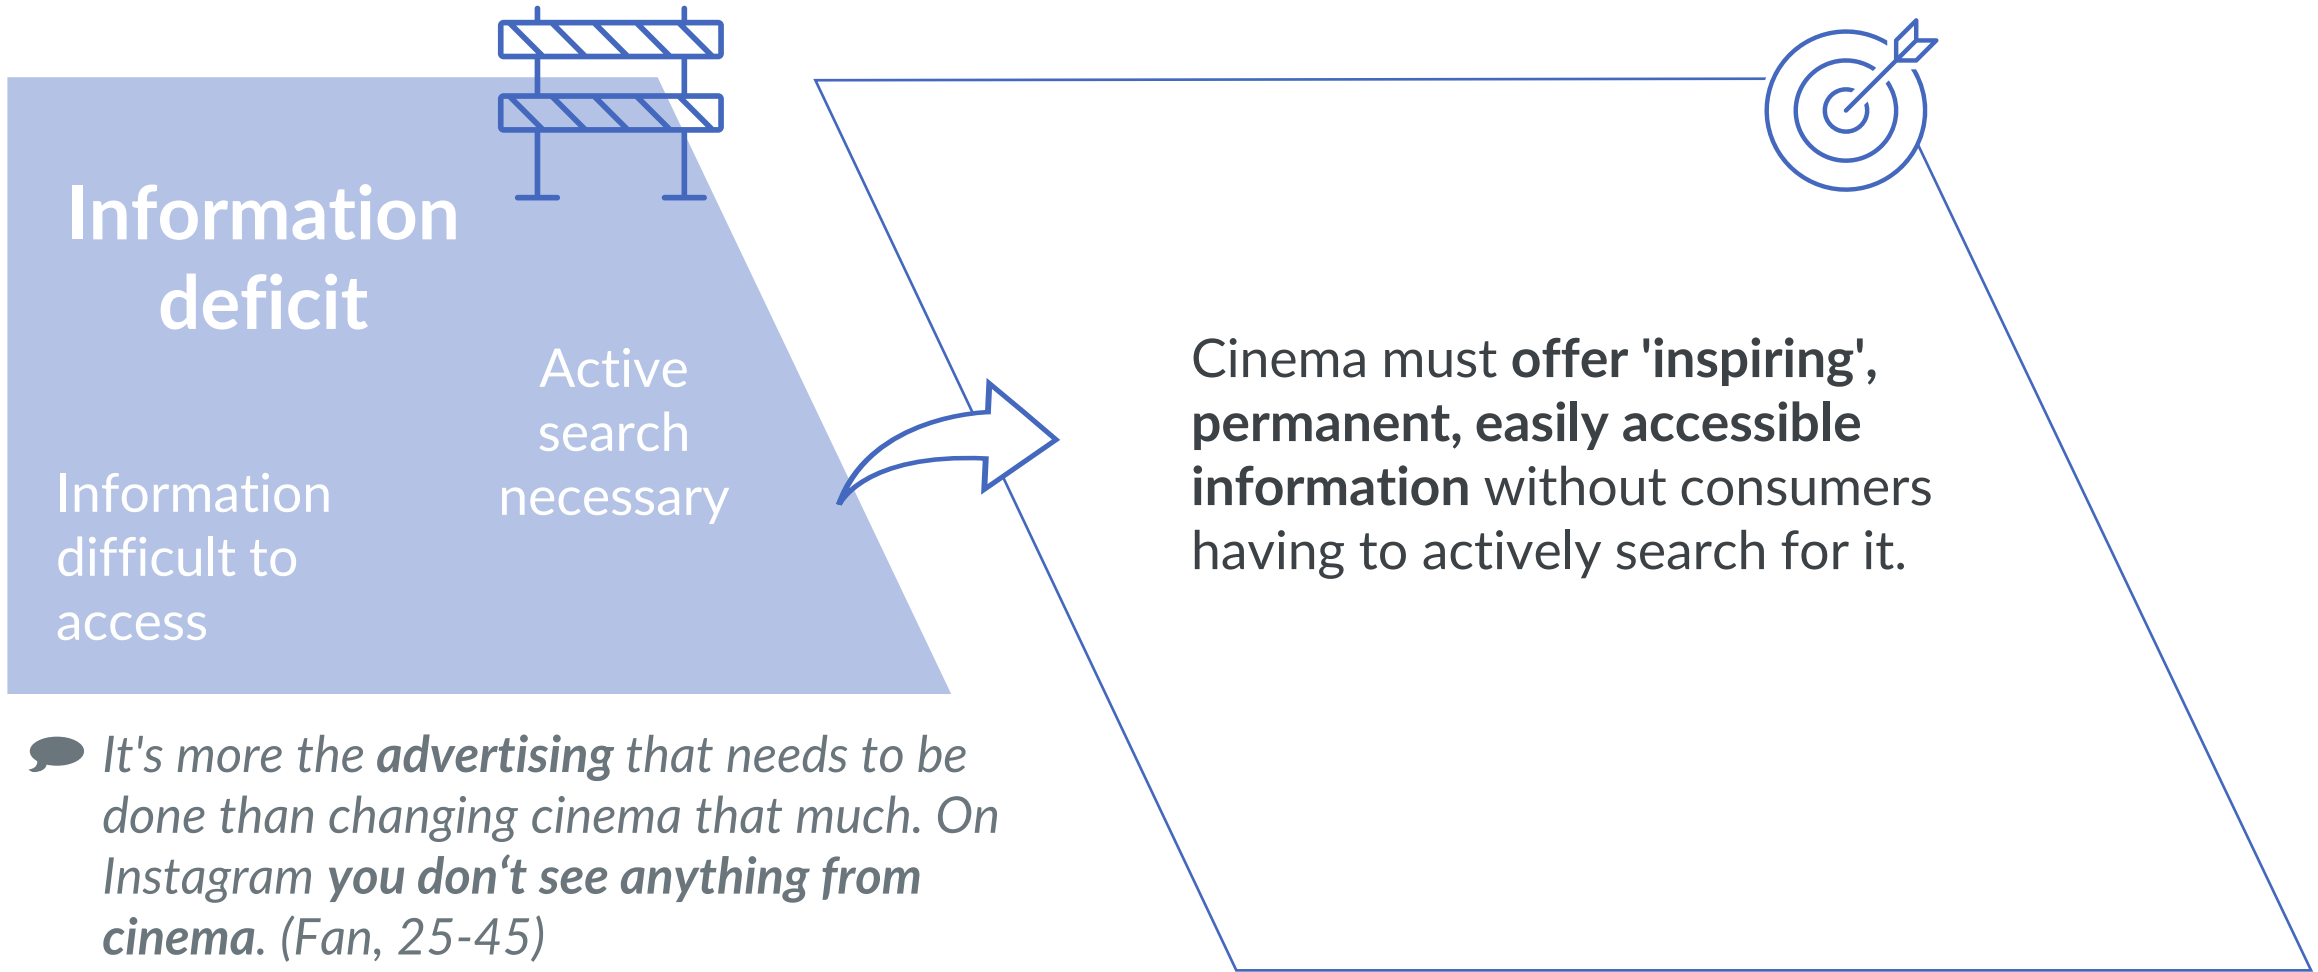 Information
deficit
Active
search
necessary
Information
difficult to
access
It's more the advertising that needs to be
done than changing cinema that much. On
Instagram you don‘t see anything from
cinema. (Fan, 25-45)
Cinema must offer 'inspiring',
permanent, easily accessible
information without consumers
having to actively search for it.